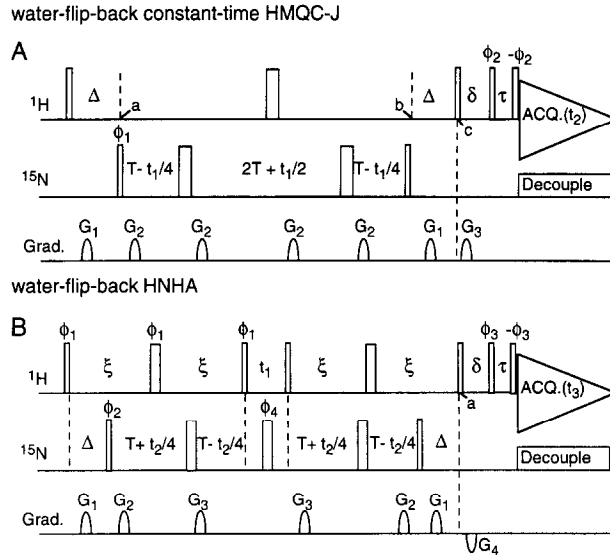 water-flip-back constant-time HMQC-J
A
ϕ2 -ϕ2
1H Δ a b Δ δ τ ACQ.(t2)
c
ϕ1
15N T- t1/4 2T + t1/2 T- t1/4 Decouple
G1 G2 G2 G2 G2 G1 G3
Grad.
water-flip-back HNHA
B
ϕ1 ϕ1 ϕ1 ϕ3 -ϕ3
1H ξ ξ t1 ξ ξ δ τ ACQ.(t3)
a
ϕ2 ϕ4
15N Δ T+ t2/4 T- t2/4 T+ t2/4 T- t2/4 Δ Decouple
G1 G2 G3 G3 G2 G1
Grad.
G4